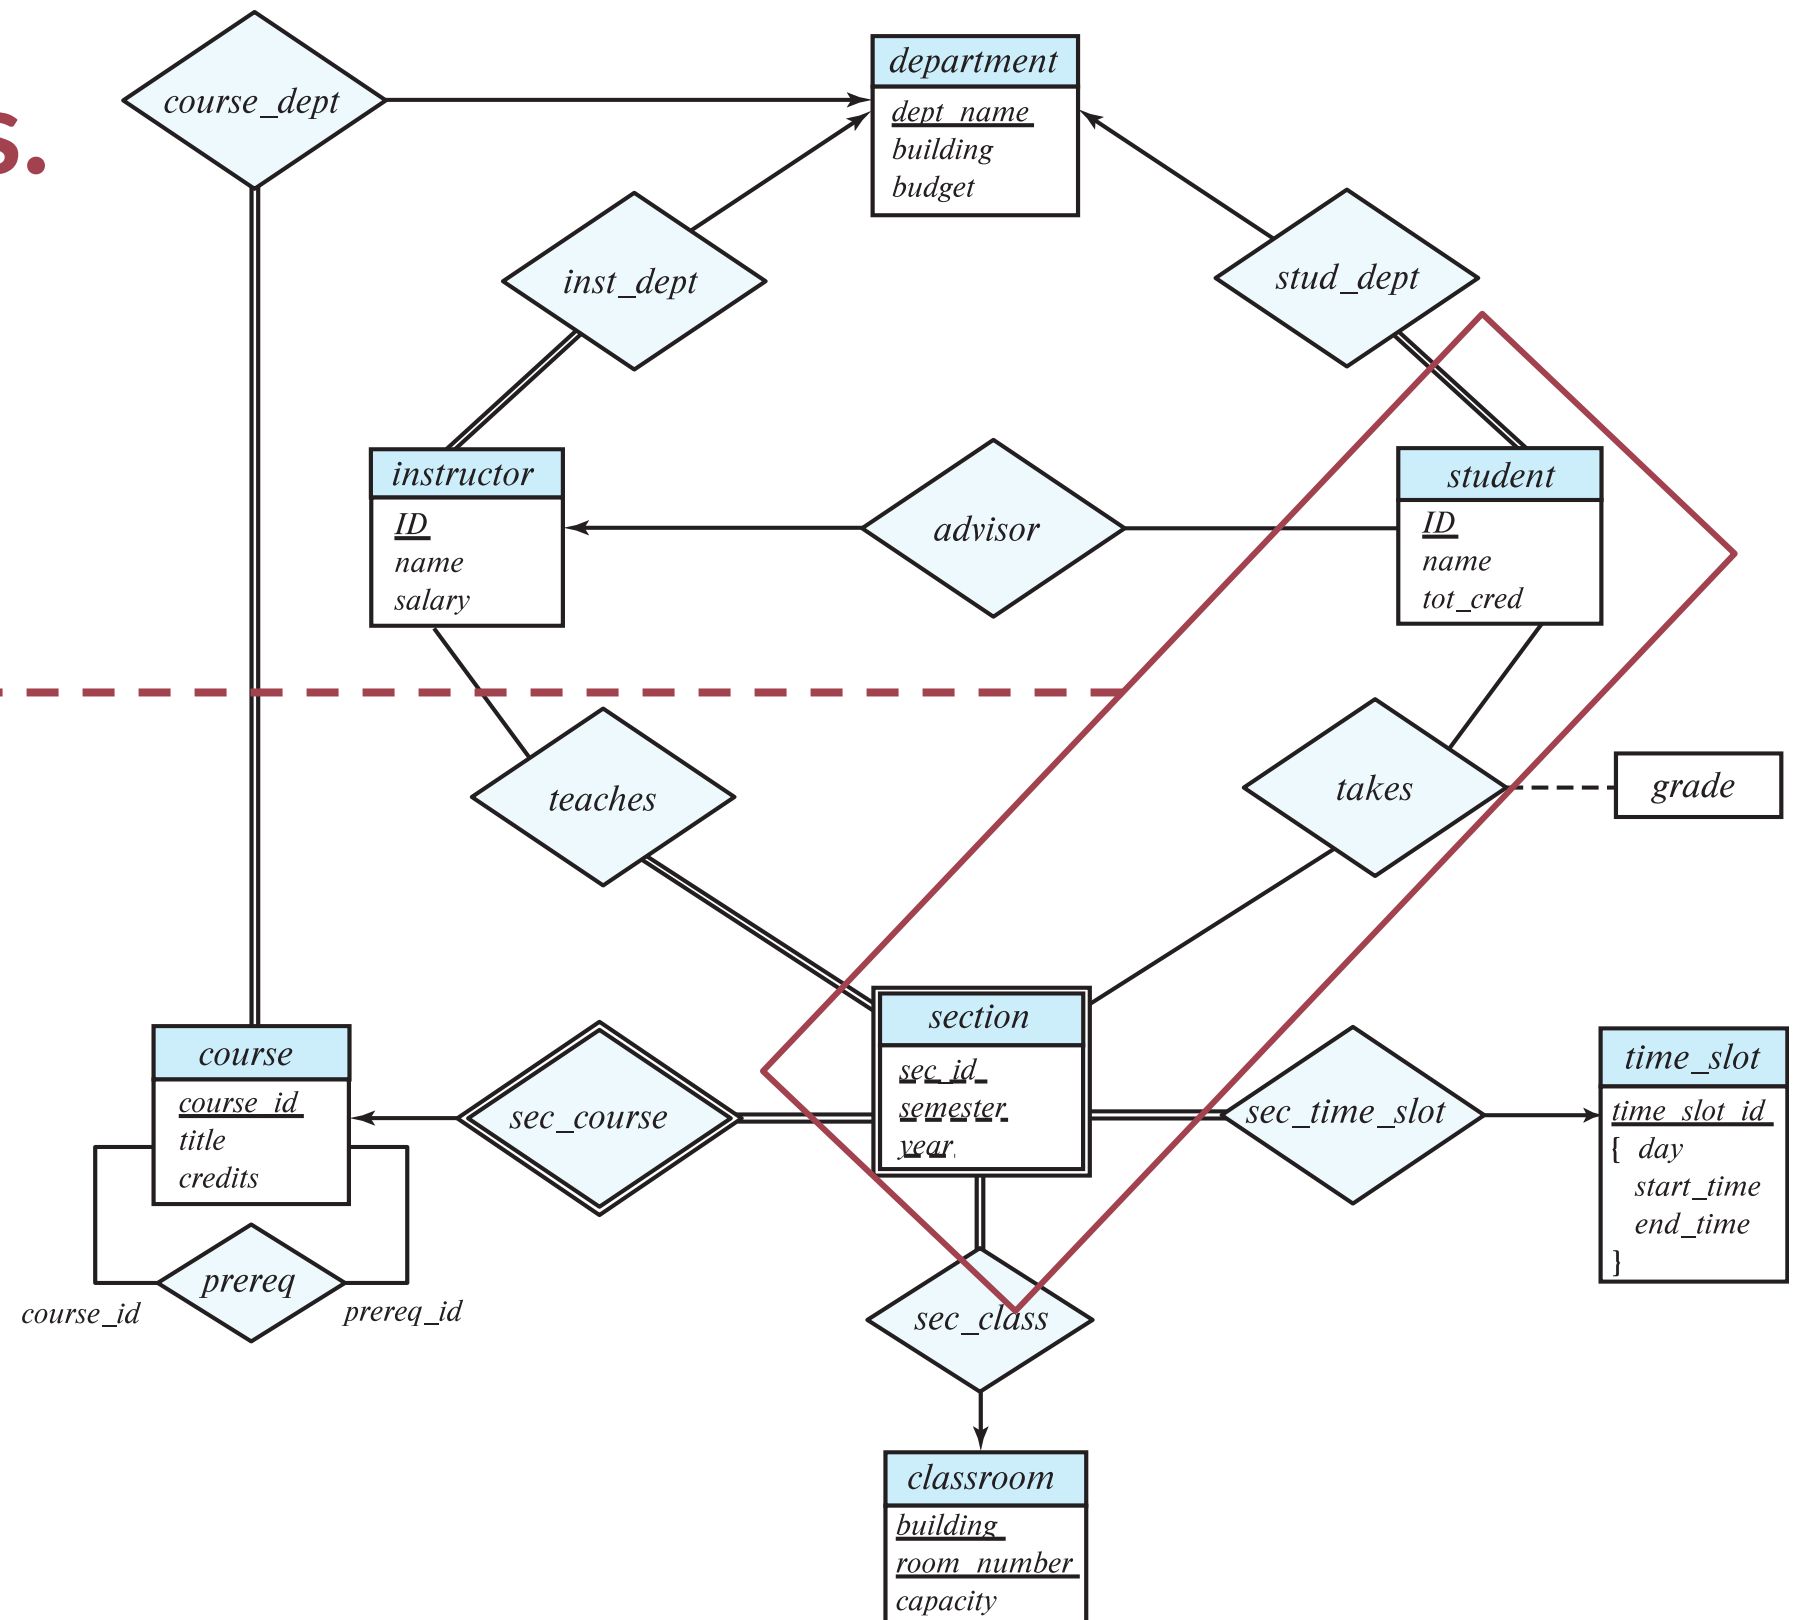 s.
course_dept
department
dept_name
building
budget
inst_dept
stud_dept
instructor
ID
name
salary
advisor
student
ID
name
tot_cred
teaches
takes
grade
course
course_id
title
credits
sec_course
section
sec_id
semester
year
sec_time_slot
time_slot
time_slot_id
{ day
start_time
end_time
}
prereq
course_id
prereq_id
sec_class
classroom
building
room_number
capacity